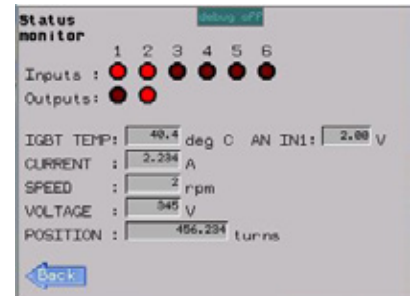 Status debug off
monitor
1 2 3 4 5 6
Inputs :
Outputs:
IGBT TEMP: 40.4 deg C AN IN1: 2.00 V
CURRENT : 2.234 A
SPEED : 2 rpm
VOLTAGE : 345 V
POSITION : 456.234 turns
Back